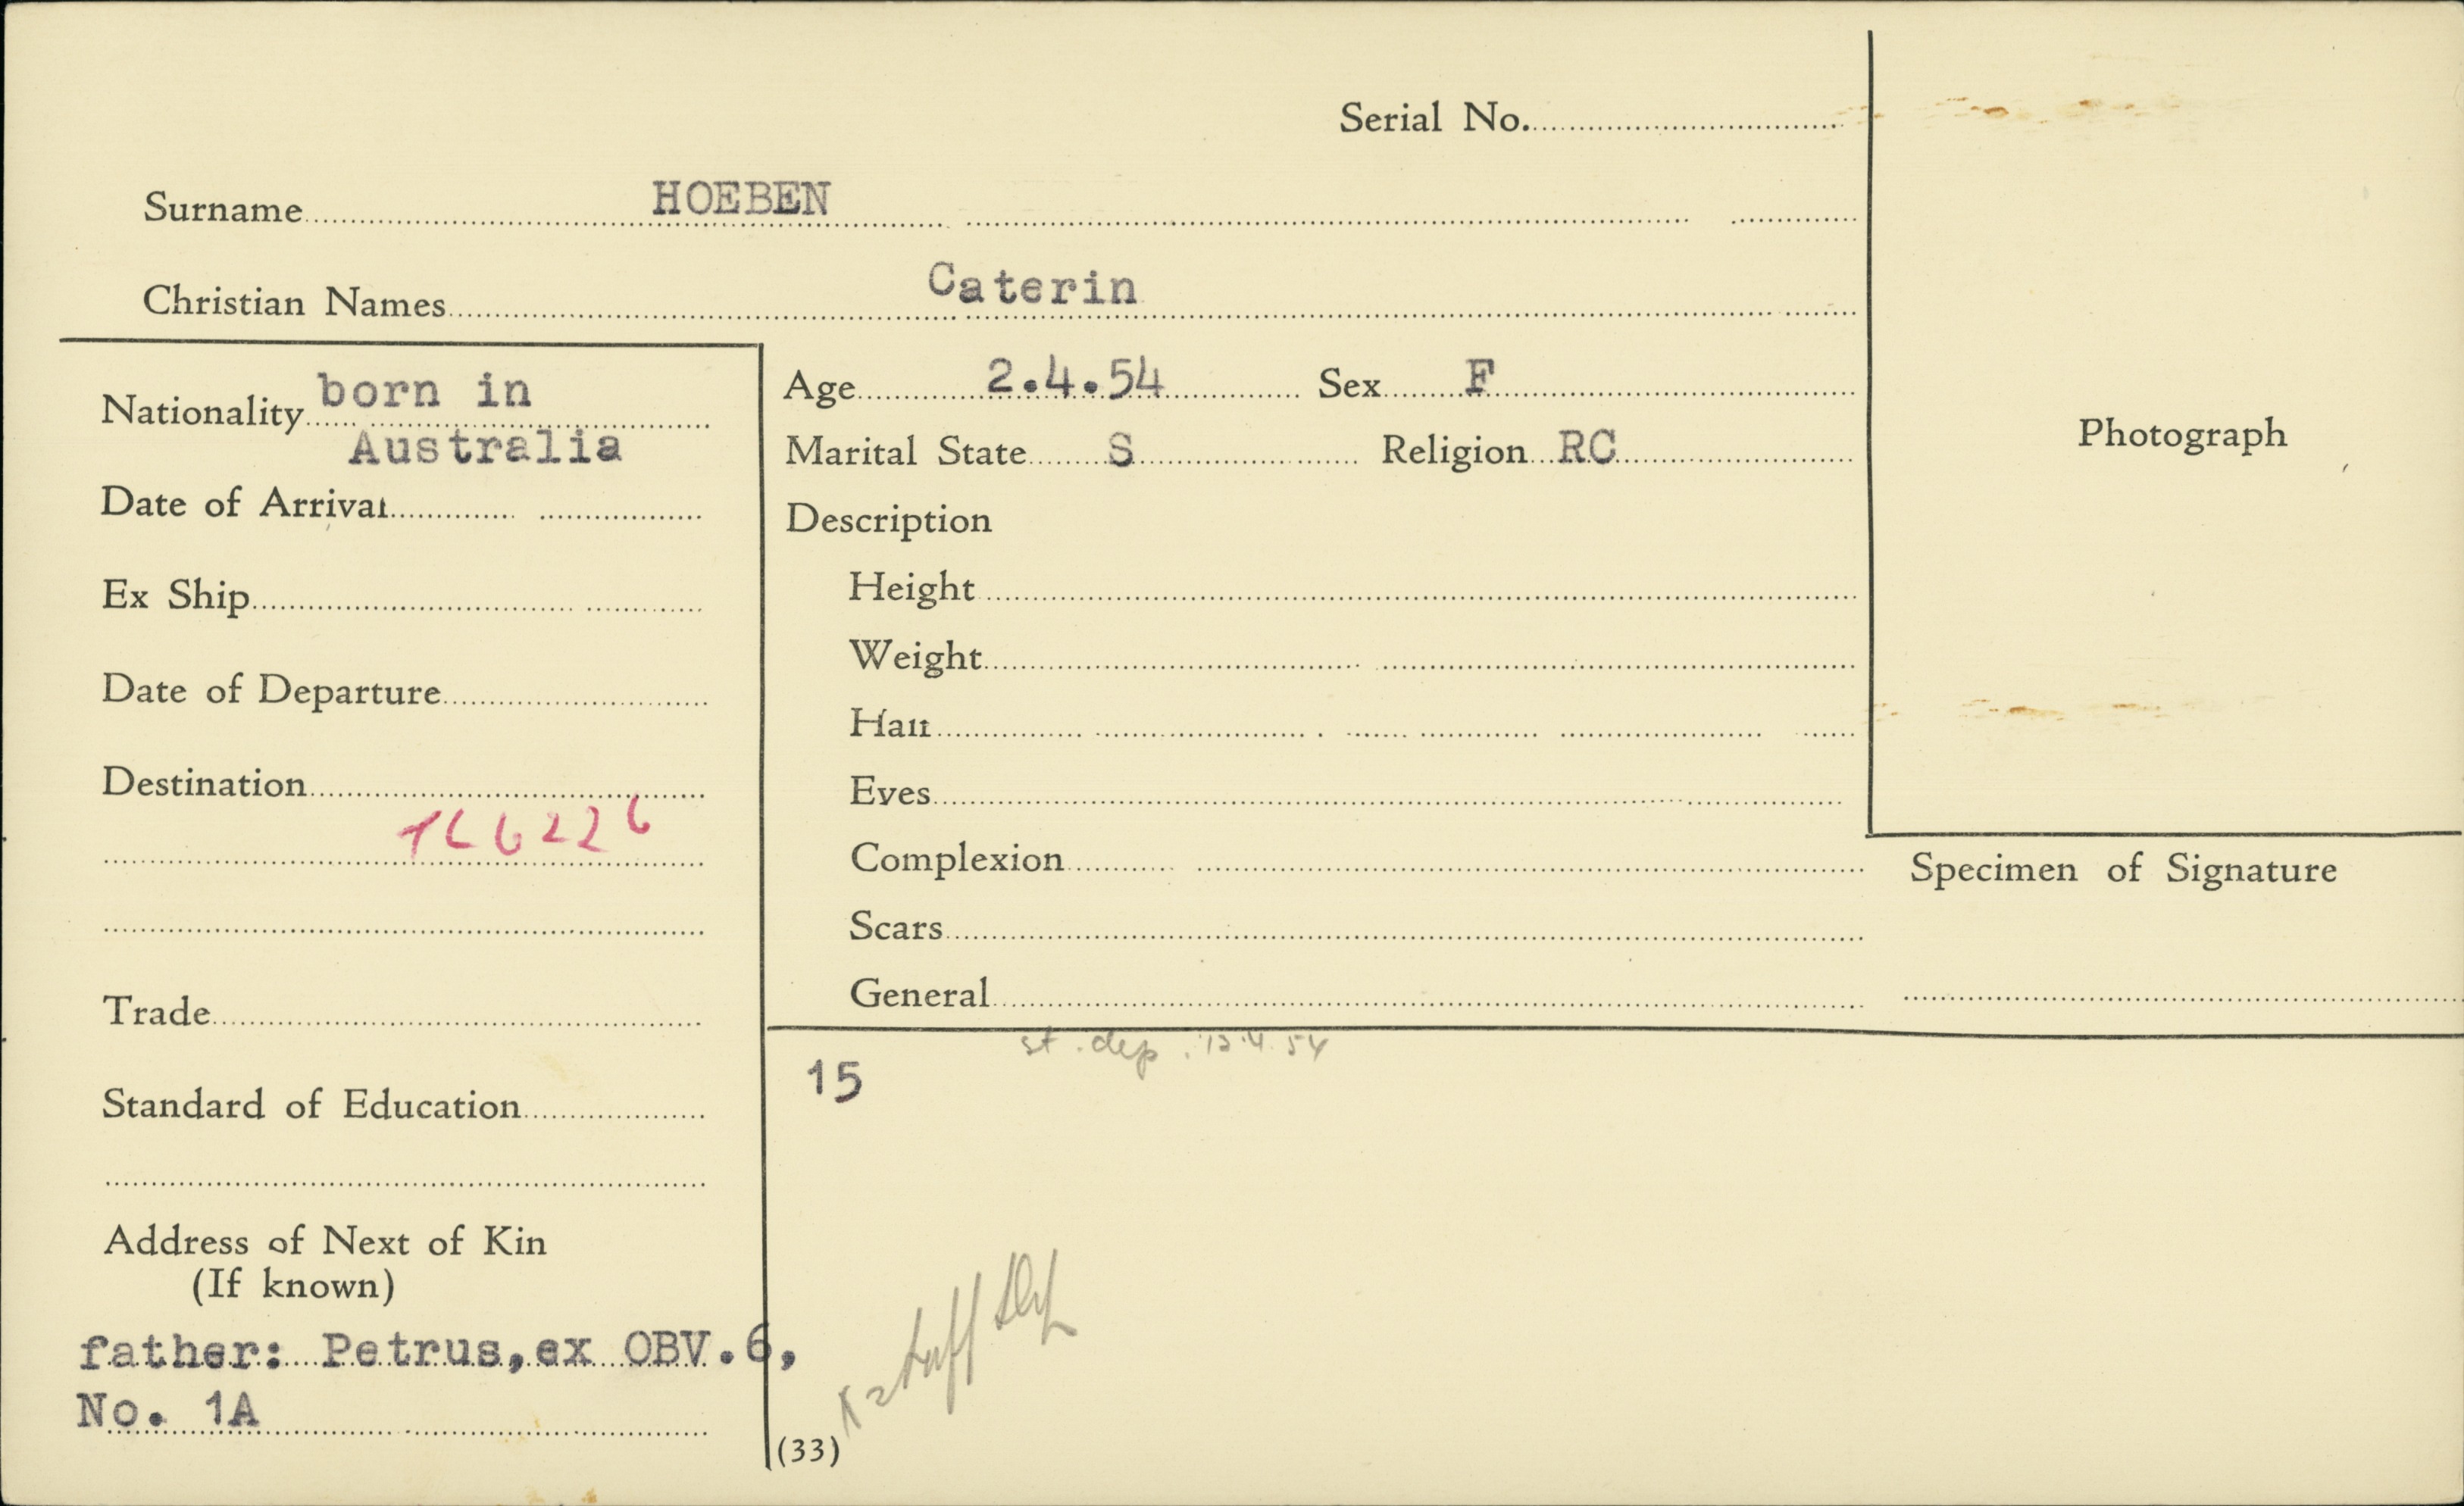 Serial No.
Surname HOEBEN
Christian Names Caterin
Nationality born in
Australia
Date of Arrival
Ex Ship
Date of Departure
Destination
Trade
Standard of Education
Address of Next of Kin
(If known)
father: Petrus, ex OBV.6,
No. 1A
Age 2.4.54 Sex F
Marital State S Religion RC
Description
Height
Weight
Hair
Eyes
Complexion
Scars
General
st. dep.
15
(33)
Photograph
Specimen of Signature